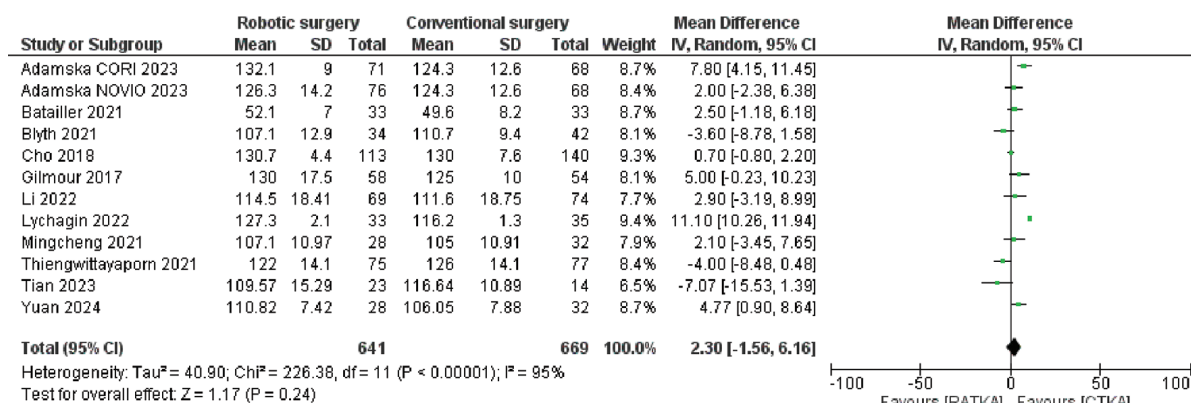 Robotic surgery Conventional surgery Mean Difference Mean Difference
Study or Subgroup Mean SD Total Mean SD Total Weight IV, Random, 95% CI IV, Random, 95% CI
Adamska CORI 2023 132.1 9 71 124.3 12.6 68 8.7% 7.80 [4.15, 11.45]
Adamska NOVIO 2023 126.3 14.2 76 124.3 12.6 68 8.4% 2.00 [-2.38, 6.38]
Batailler 2021 52.1 7 33 49.6 8.2 33 8.7% 2.50 [-1.18, 6.18]
Blyth 2021 107.1 12.9 34 110.7 9.4 42 8.1% -3.60 [-8.78, 1.58]
Cho 2018 130.7 4.4 113 130 7.6 140 9.3% 0.70 [-0.80, 2.20]
Gilmour 2017 130 17.5 58 125 10 54 8.1% 5.00 [-0.23, 10.23]
Li 2022 114.5 18.41 69 111.6 18.75 74 7.7% 2.90 [-3.19, 8.99]
Lychagin 2022 127.3 2.1 33 116.2 1.3 35 9.4% 11.10 [10.26, 11.94]
Mingcheng 2021 107.1 10.97 28 105 10.91 32 7.9% 2.10 [-3.45, 7.65]
Thiengwittayaporn 2021 122 14.1 75 126 14.1 77 8.4% -4.00 [-8.48, 0.48]
Tian 2023 109.57 15.29 23 116.64 10.89 14 6.5% -7.07 [-15.53, 1.39]
Yuan 2024 110.82 7.42 28 106.05 7.88 32 8.7% 4.77 [0.90, 8.64]
Total (95% CI) 641 669 100.0% 2.30 [-1.56, 6.16]
Heterogeneity: Tau² = 40.90; Chi² = 226.38, df = 11 (P < 0.00001); I² = 95%
Test for overall effect: Z = 1.17 (P = 0.24)
-100 -50 0 50 100
Favours [RATKA] Favours [CTKA]